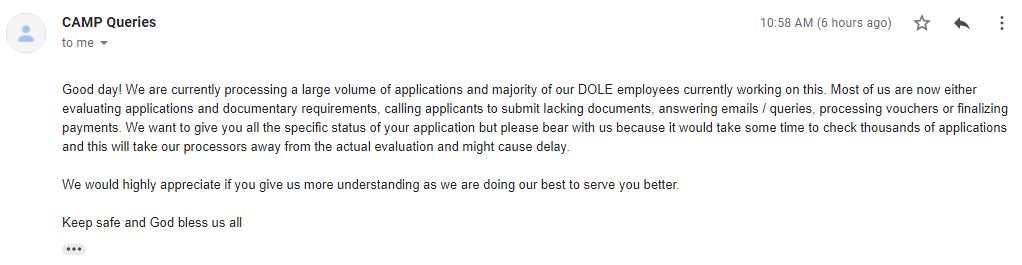 CAMP Queries
10:58 AM (6 hours ago)
to me
Good day! We are currently processing a large volume of applications and majority of our DOLE employees currently working on this. Most of us are now either
evaluating applications and documentary requirements, calling applicants to submit lacking documents, answering emails / queries, processing vouchers or finalizing
payments. We want to give you all the specific status of your application but please bear with us because it would take some time to check thousands of applications
and this will take our processors away from the actual evaluation and might cause delay.
We would highly appreciate if you give us more understanding as we are doing our best to serve you better.
Keep safe and God bless us all